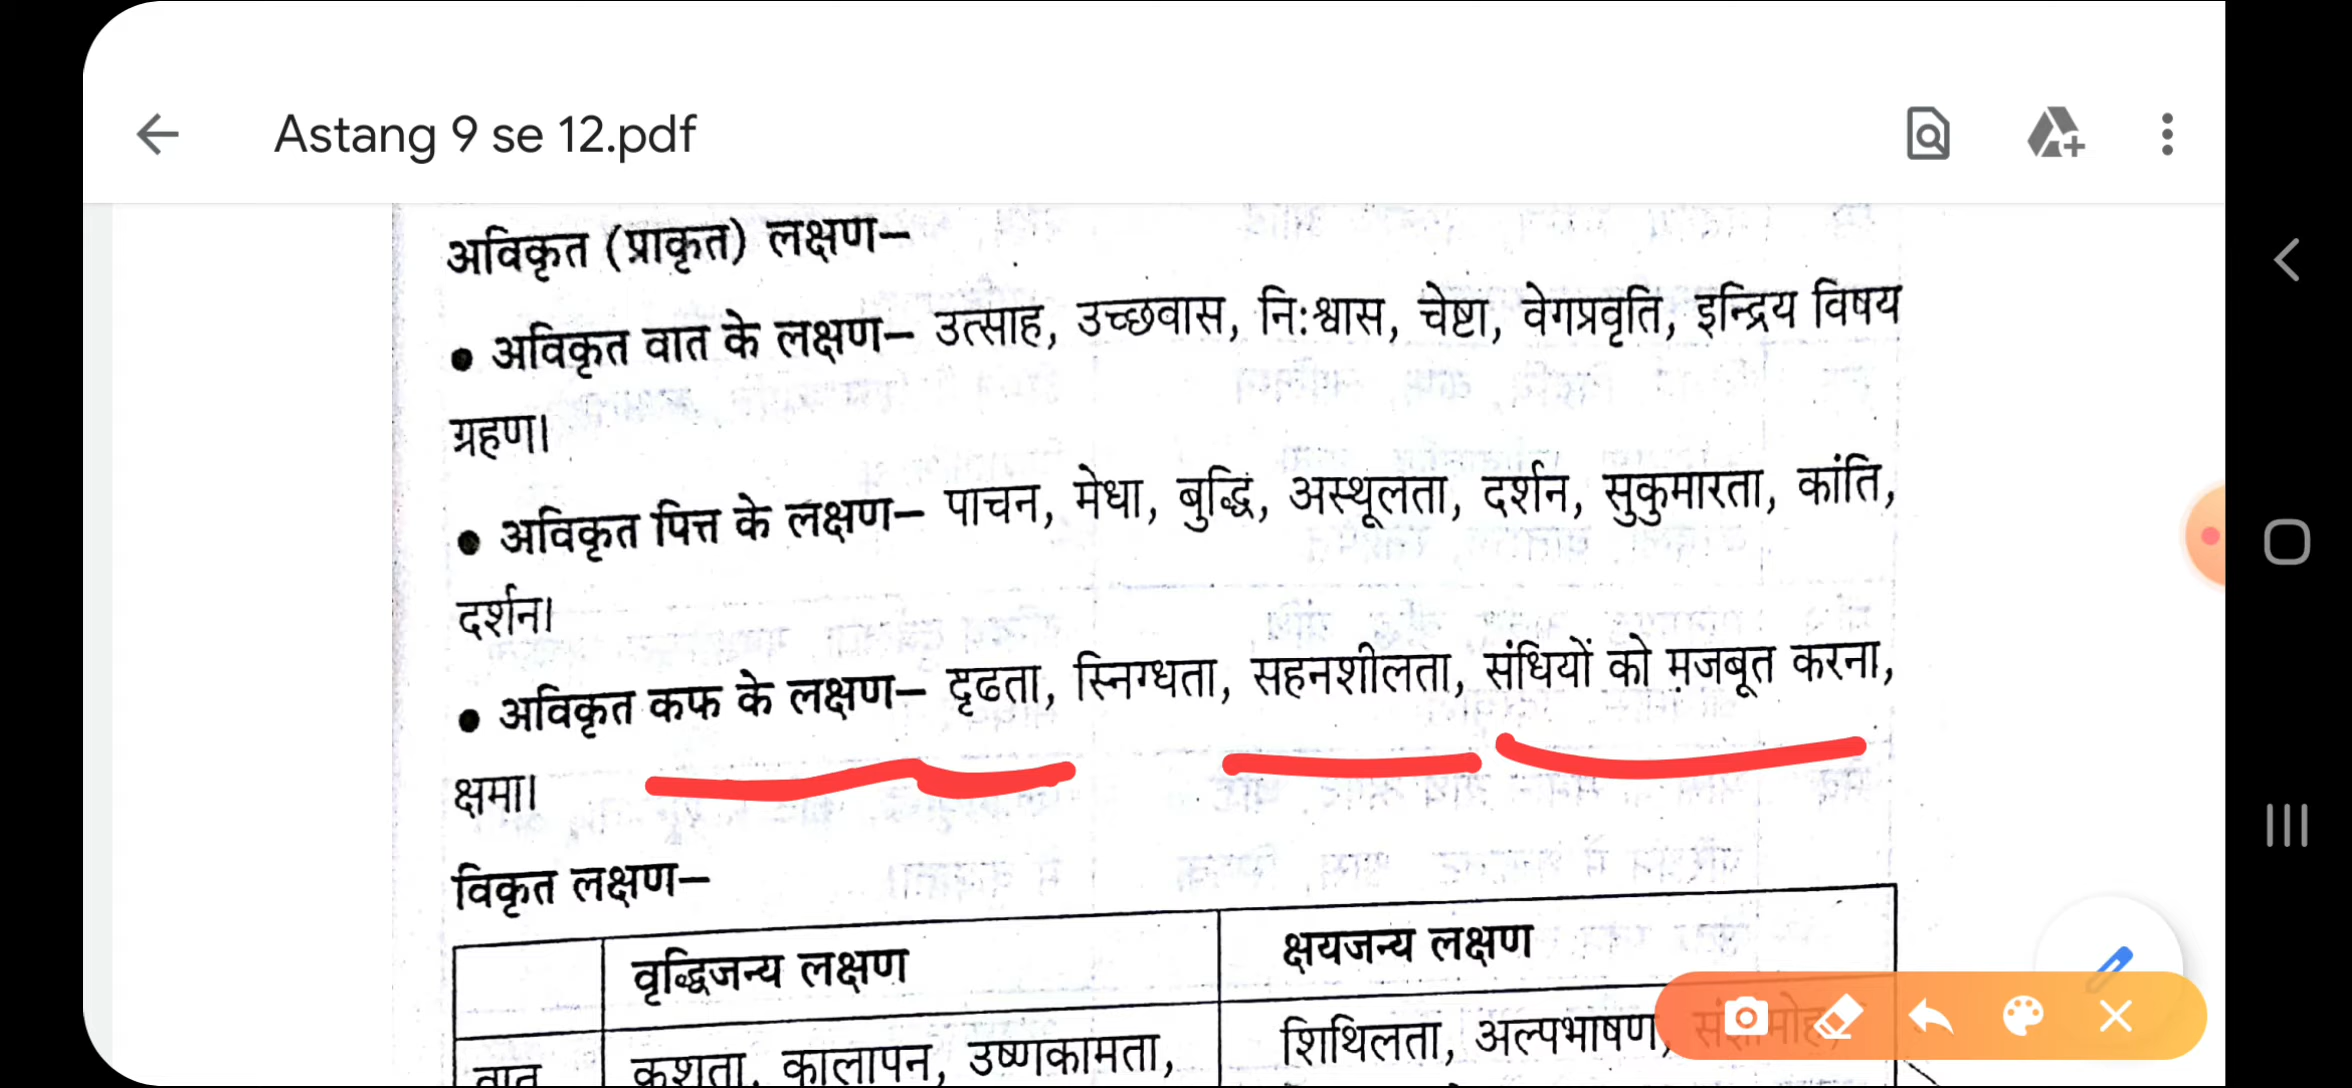 Astang 9 se 12.pdf
अविकृत (प्राकृत) लक्षण–
• अविकृत वात के लक्षण– उत्साह, उच्छवास, नि:श्वास, चेष्टा, वेगप्रवृति, इन्द्रिय विषय
ग्रहण।
• अविकृत पित्त के लक्षण– पाचन, मेधा, बुद्धि, अस्थूलता, दर्शन, सुकुमारता, कांति,
दर्शन।
• अविकृत कफ के लक्षण– दृढता, स्निग्धता, सहनशीलता, संधियों को मजबूत करना,
क्षमा।
विकृत लक्षण–
वृद्धिजन्य लक्षण क्षयजन्य लक्षण
वात कृशता, कालापन, उष्णकामता, शिथिलता, अल्पभाषण,